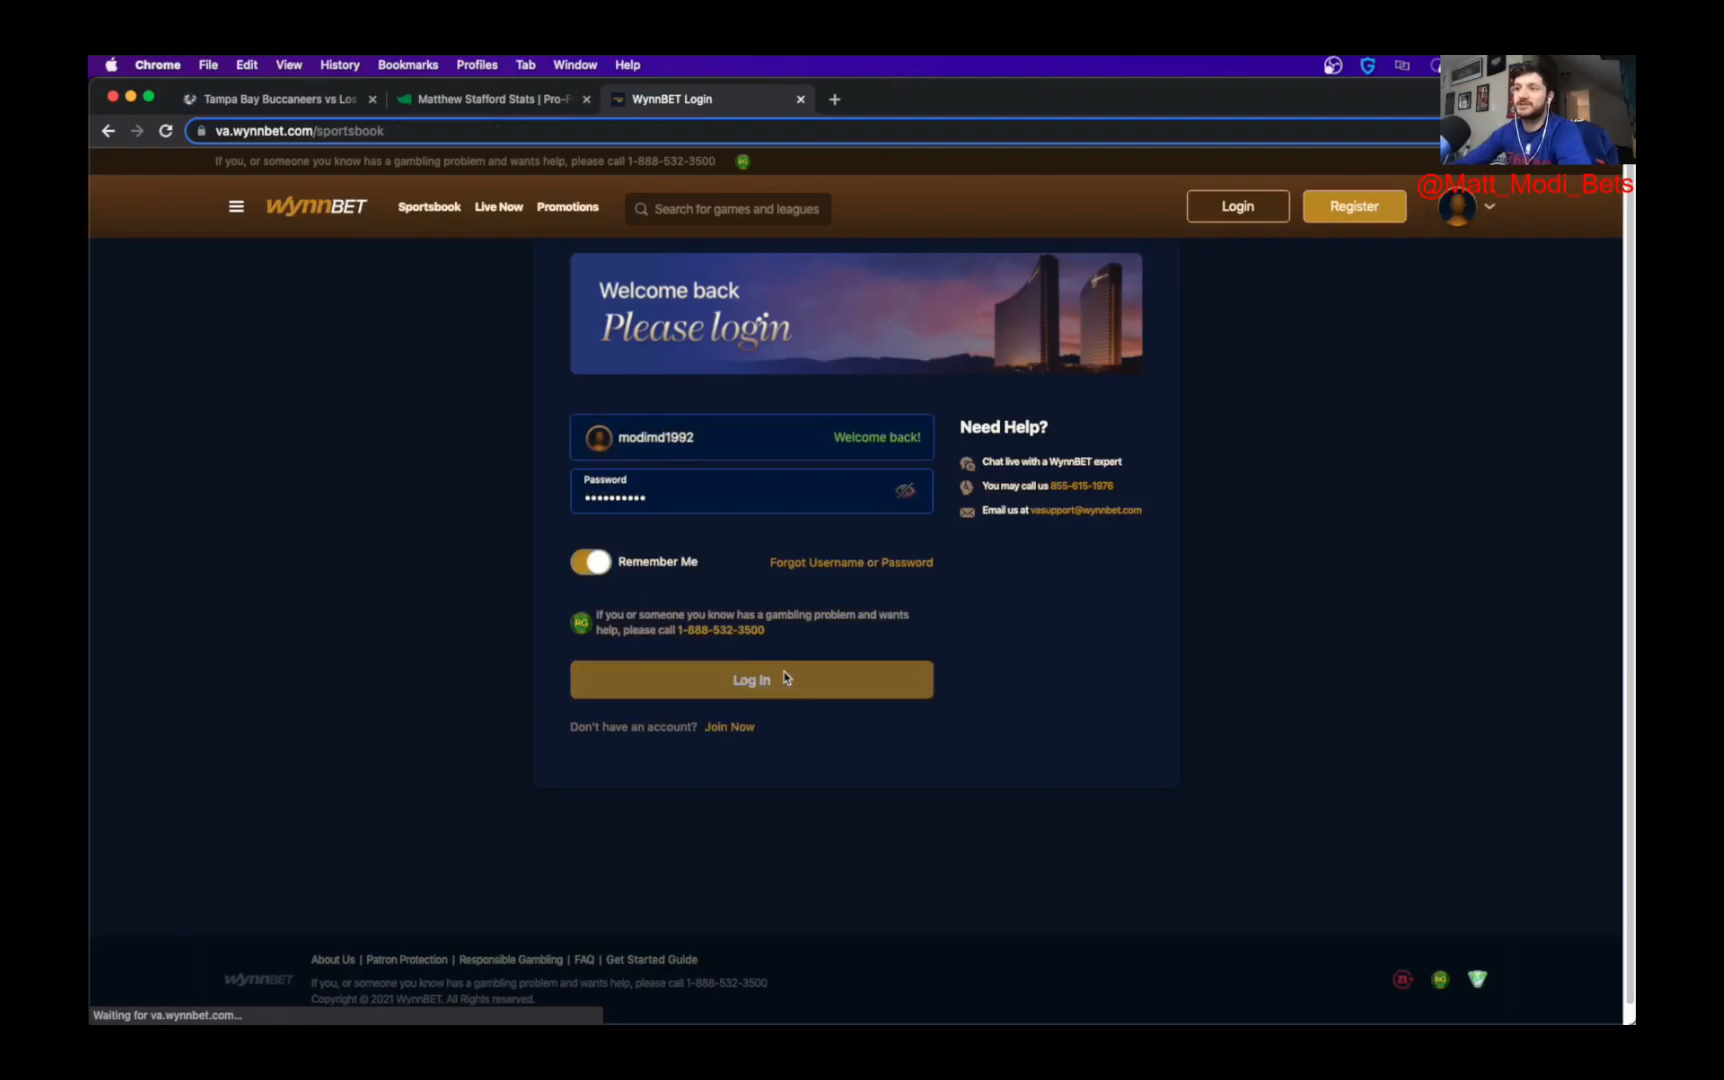 Chrome File Edit View History Bookmarks Profiles Tab Window Help
Tampa Bay Buccaneers vs Los
Matthew Stafford Stats | Pro-F
WynnBET Login
va.wynnbet.com/sportsbook
If you, or someone you know has a gambling problem and wants help, please call 1-888-532-3500
@Matt_Modi_Bets
WynnBET Sportsbook Live Now Promotions
Search for games and leagues
Login
Register
Welcome back
Please login
modimd1992
Welcome back!
Password
••••••••••
Need Help?
Chat live with a WynnBET expert
You may call us 855-615-1976
Email us at vasupport@wynnbet.com
Remember Me
Forgot Username or Password
RG
If you or someone you know has a gambling problem and wants
help, please call 1-888-532-3500
Log In
Don't have an account? Join Now
WynnBET
About Us | Patron Protection | Responsible Gambling | FAQ | Get Started Guide
If you, or someone you know has a gambling problem and wants help, please call 1-888-532-3500
Copyright © 2021 WynnBET. All Rights reserved.
21+
RG
Waiting for va.wynnbet.com...